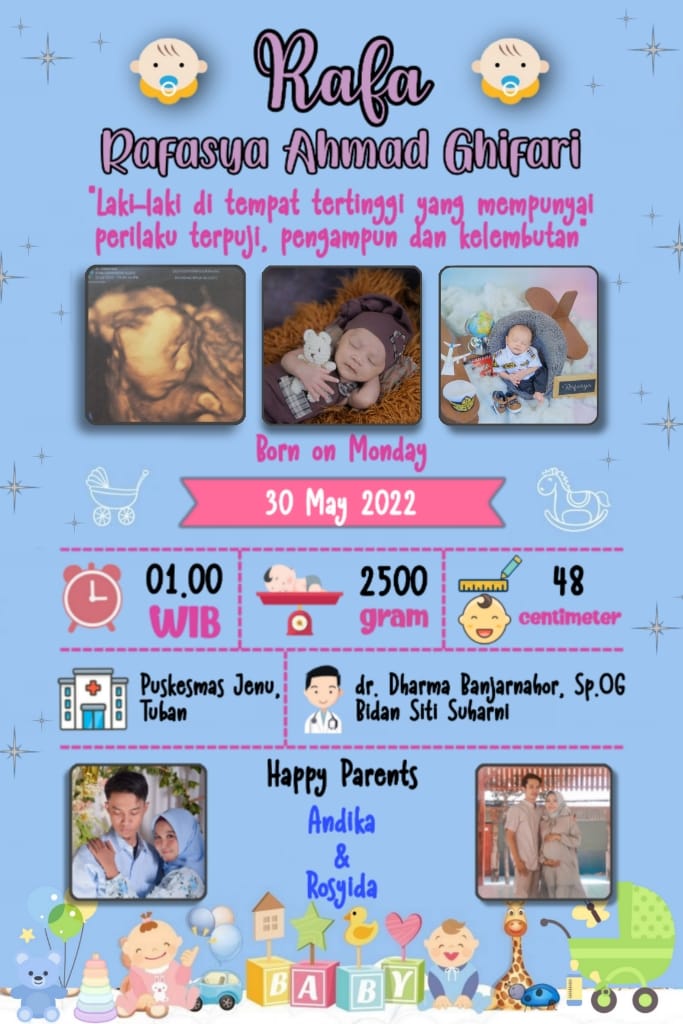 Rafa
Rafasya Ahmad Ghifari
"Laki-laki di tempat tertinggi yang mempunyai
perilaku terpuji, pengampun dan kelembutan"
Rafasya
Born on Monday
30 May 2022
01.00
WIB
2500
gram
48
centimeter
Puskesmas Jenu,
Tuban
dr. Dharma Banjarnahor, Sp.OG
Bidan Siti Suharni
Happy Parents
Andika
&
Rosyida
BABY